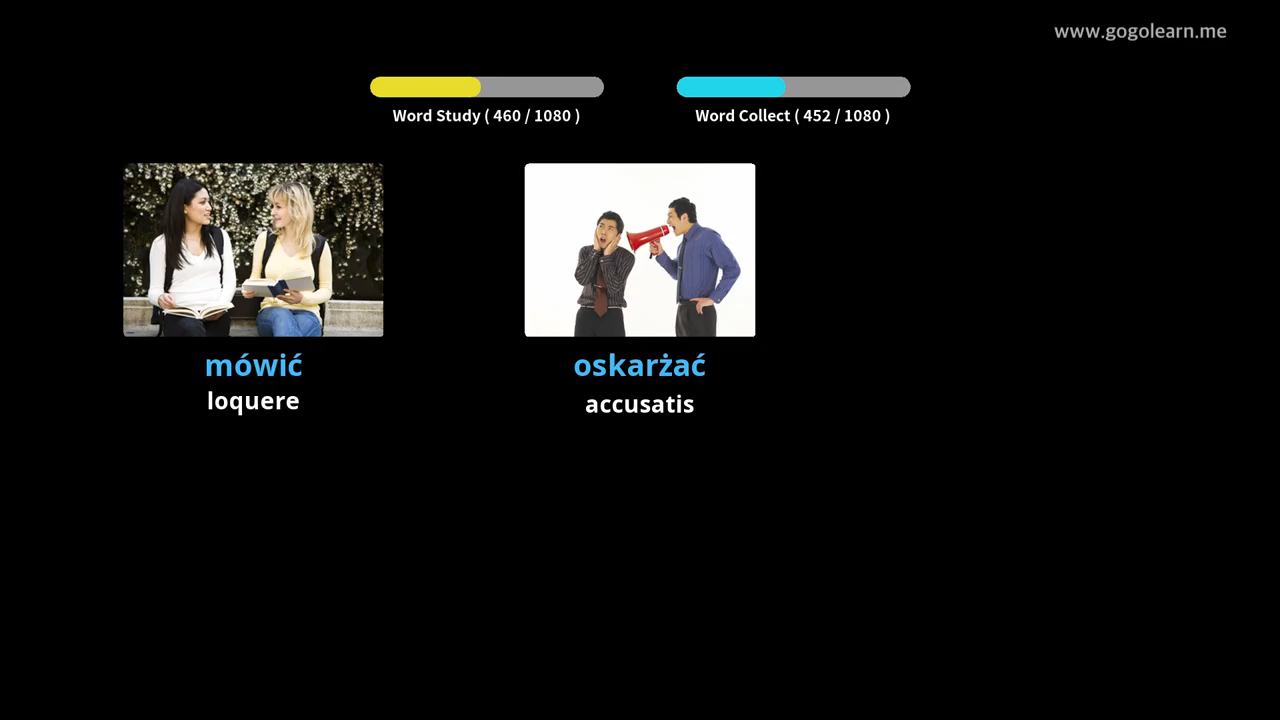 www.gogolearn.me
Word Study ( 460 / 1080 )
Word Collect ( 452 / 1080 )
mówić
loquere
oskarżać
accusatis